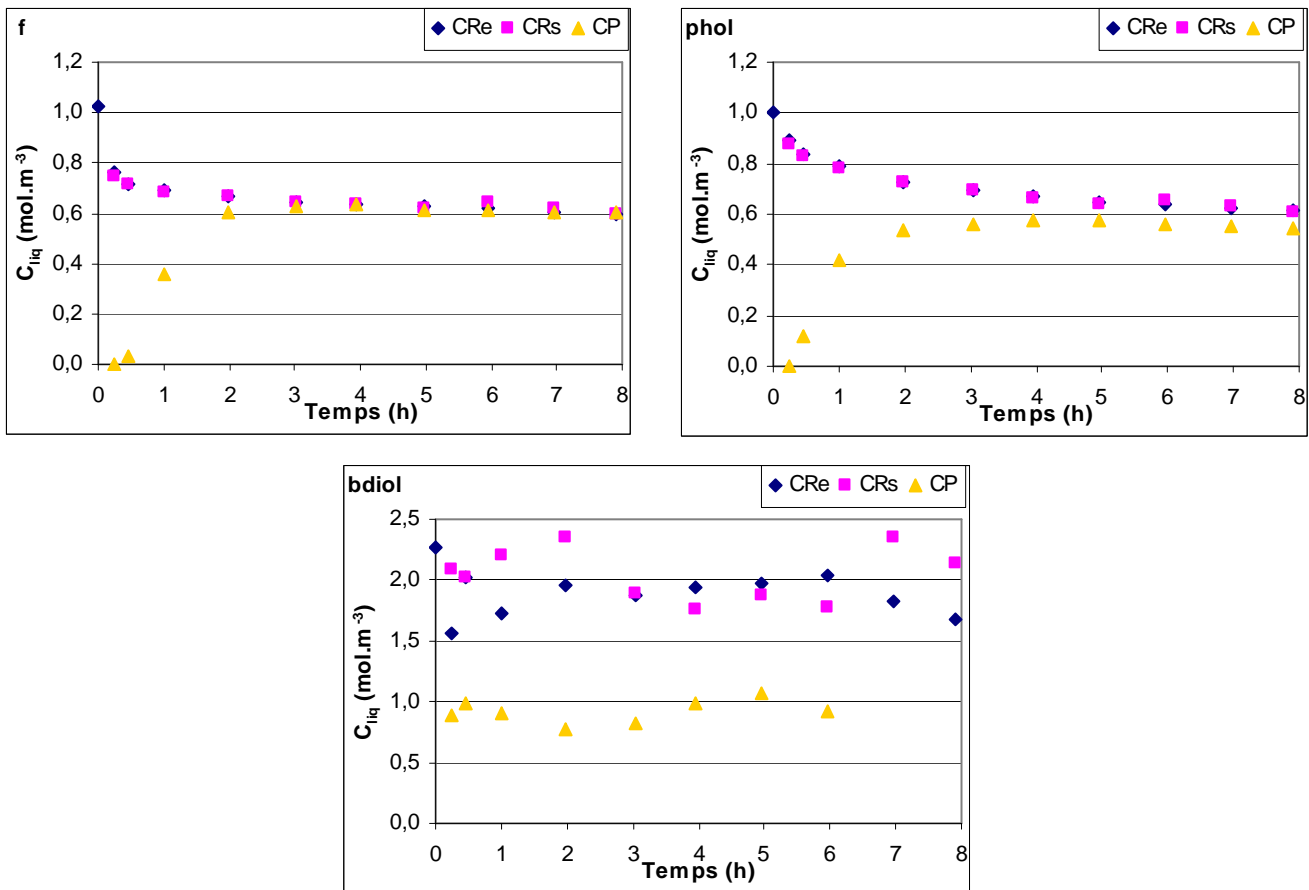 f
CRe CRs CP
1,2
1,0
0,8
0,6
0,4
0,2
0,0
C_liq (mol.m⁻³)
0 1 2 3 4 5 6 7 8
Temps (h)
phol
CRe CRs CP
1,2
1,0
0,8
0,6
0,4
0,2
0,0
C_liq (mol.m⁻³)
0 1 2 3 4 5 6 7 8
Temps (h)
bdiol
CRe CRs CP
2,5
2,0
1,5
1,0
0,5
0,0
C_liq (mol.m⁻³)
0 1 2 3 4 5 6 7 8
Temps (h)